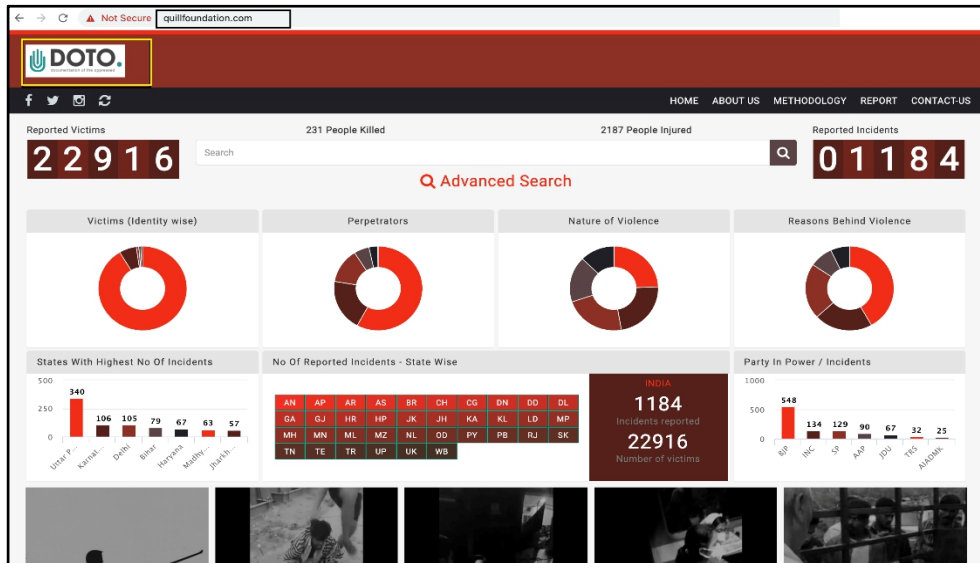 Not Secure quillfoundation.com
DOTO.
documentation of the oppressed
HOME ABOUT US METHODOLOGY REPORT CONTACT-US
Reported Victims 231 People Killed 2187 People Injured Reported Incidents
22916 Search 01184
Advanced Search
Victims (Identity wise) Perpetrators Nature of Violence Reasons Behind Violence
States With Highest No Of Incidents No Of Reported Incidents - State Wise Party In Power / Incidents
500 250 0
340 106 105 79 67 63 57
Uttar P... Karnat... Delhi Bihar Haryana Madhy... Jharkh...
AN AP AR AS BR CH CG DN DD DL
GA GJ HR HP JK JH KA KL LD MP
MH MN ML MZ NL OD PY PB RJ SK
TN TE TR UP UK WB
INDIA
1184
Incidents reported
22916
Number of victims
1000 500 0
548 134 129 90 67 32 25
BJP INC SP AAP JDU TRS AIADMK